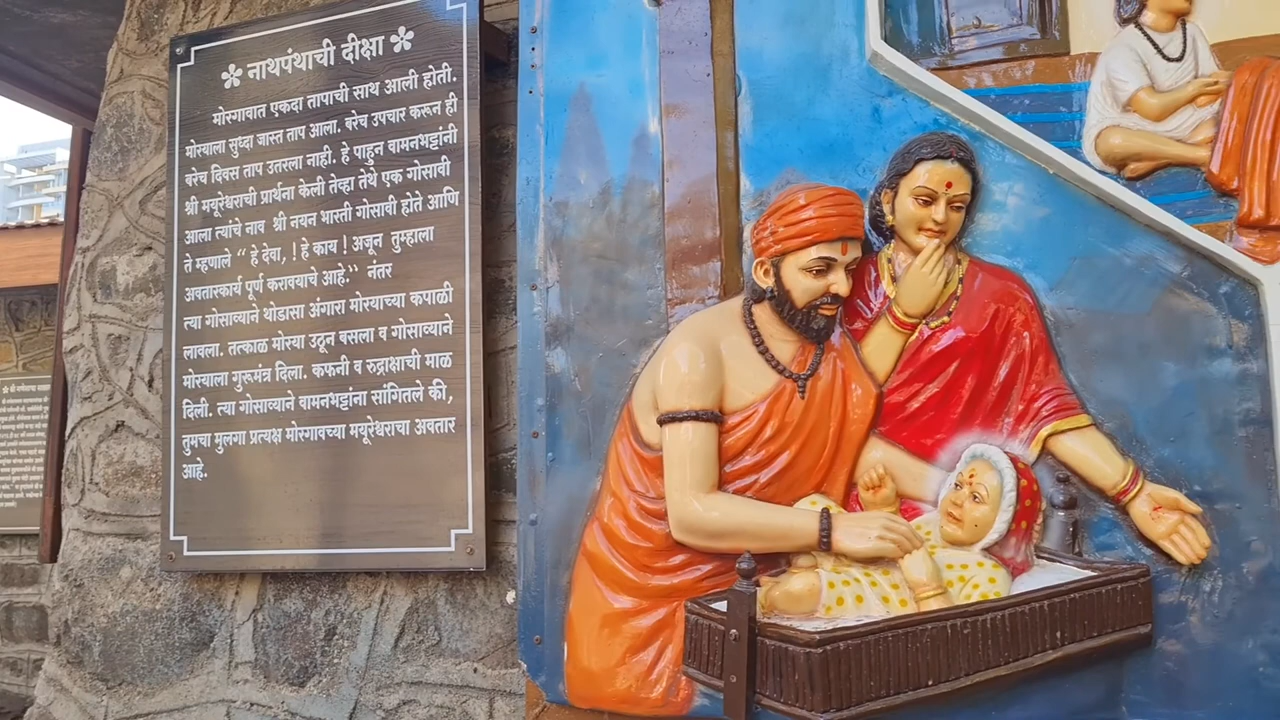 नाथपंथाची दीक्षा
मोरगावात एकदा तापाची साथ आली होती.
मोरयाला सुध्दा जास्त ताप आला. बरेच उपचार करून ही
बरेच दिवस ताप उतरला नाही. हे पाहुन वामनभट्टांनी
श्री मयूरेश्वराची प्रार्थना केली तेव्हा तेथे एक गोसावी
आला त्यांचे नाव श्री नयन भारती गोसावी होते आणि
ते म्हणाले “ हे देवा, ! हे काय ! अजून तुम्हाला
अवतारकार्य पूर्ण करावयाचे आहे.” नंतर
त्या गोसाव्याने थोडासा अंगारा मोरयाच्या कपाळी
लावला. तत्काळ मोरया उठून बसला व गोसाव्याने
मोरयाला गुरूमंत्र दिला. कफनी व रुद्राक्षाची माळ
दिली. त्या गोसाव्याने वामनभट्टांना सांगितले की,
तुमचा मुलगा प्रत्यक्ष मोरगावच्या मयूरेश्वराचा अवतार
आहे.